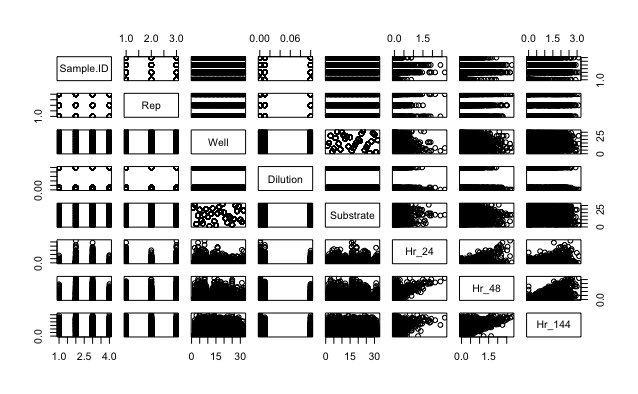 1.0 2.0 3.0 0.00 0.06 0.0 1.5 0.0 1.5 3.0
Sample.ID 1.0
1.0 Rep
Well 0 25
0.00 Dilution
Substrate 0 25
0.0 Hr_24
Hr_48 0.0
0.0 Hr_144
1.0 2.5 4.0 0 15 30 0 15 30 0.0 1.5